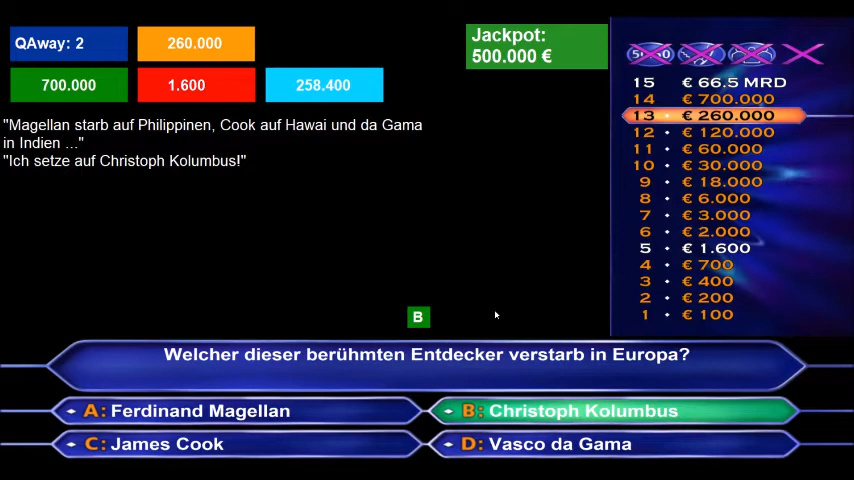 QAway: 2
260.000
700.000
1.600
258.400
Jackpot:
500.000 €
"Magellan starb auf Philippinen, Cook auf Hawai und da Gama
in Indien ..."
"Ich setze auf Christoph Kolumbus!"
15 € 66.5 MRD
14 € 700.000
13 • € 260.000
12 • € 120.000
11 • € 60.000
10 • € 30.000
9 • € 18.000
8 • € 6.000
7 • € 3.000
6 • € 2.000
5 • € 1.600
4 • € 700
3 • € 400
2 • € 200
1 • € 100
B
Welcher dieser berühmten Entdecker verstarb in Europa?
A: Ferdinand Magellan
B: Christoph Kolumbus
C: James Cook
D: Vasco da Gama